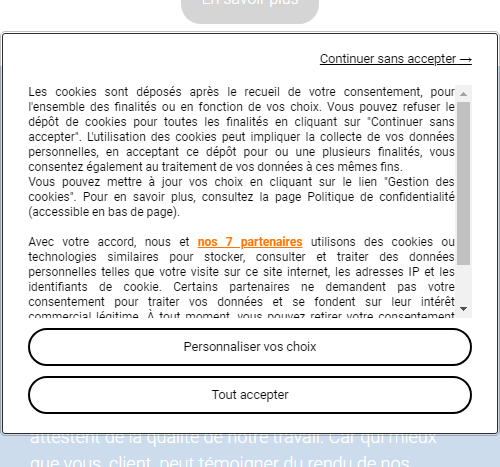 En savoir plus
Continuer sans accepter →
Les cookies sont déposés après le recueil de votre consentement, pour
l'ensemble des finalités ou en fonction de vos choix. Vous pouvez refuser le
dépôt de cookies pour toutes les finalités en cliquant sur "Continuer sans
accepter". L'utilisation des cookies peut impliquer la collecte de vos données
personnelles, en acceptant ce dépôt pour ou une plusieurs finalités, vous
consentez également au traitement de vos données à ces mêmes fins.
Vous pouvez mettre à jour vos choix en cliquant sur le lien "Gestion des
cookies". Pour en savoir plus, consultez la page Politique de confidentialité
(accessible en bas de page).
Avec votre accord, nous et nos 7 partenaires utilisons des cookies ou
technologies similaires pour stocker, consulter et traiter des données
personnelles telles que votre visite sur ce site internet, les adresses IP et les
identifiants de cookie. Certains partenaires ne demandent pas votre
consentement pour traiter vos données et se fondent sur leur intérêt
commercial légitime. À tout moment, vous pouvez retirer votre consentement
Personnaliser vos choix
Tout accepter
attestent de la qualité de notre travail. Car qui mieux
que vous, client, peut témoigner du rendu de nos